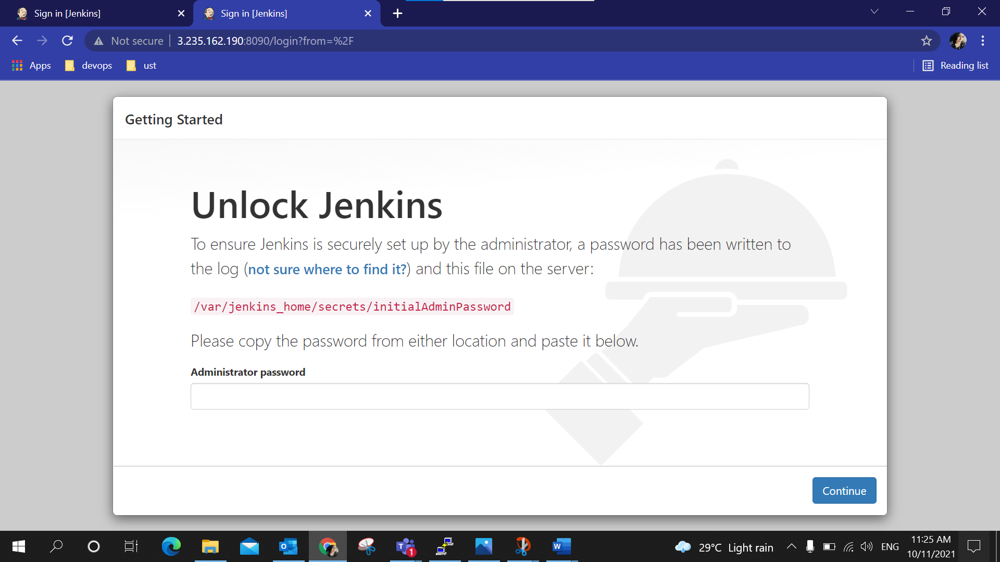 Sign in [Jenkins]
Sign in [Jenkins]
Not secure
3.235.162.190:8090/login?from=%2F
Apps
devops
ust
Reading list
Getting Started
Unlock Jenkins
To ensure Jenkins is securely set up by the administrator, a password has been written to
the log (not sure where to find it?) and this file on the server:
/var/jenkins_home/secrets/initialAdminPassword
Please copy the password from either location and paste it below.
Administrator password
Continue
29°C Light rain
ENG
11:25 AM
10/11/2021
1